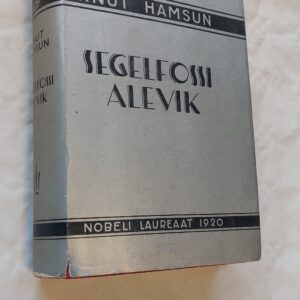 KNUT HAMSUN
SEGELFOSSI
ALEVIK
NOBELI LAUREAAT 1920